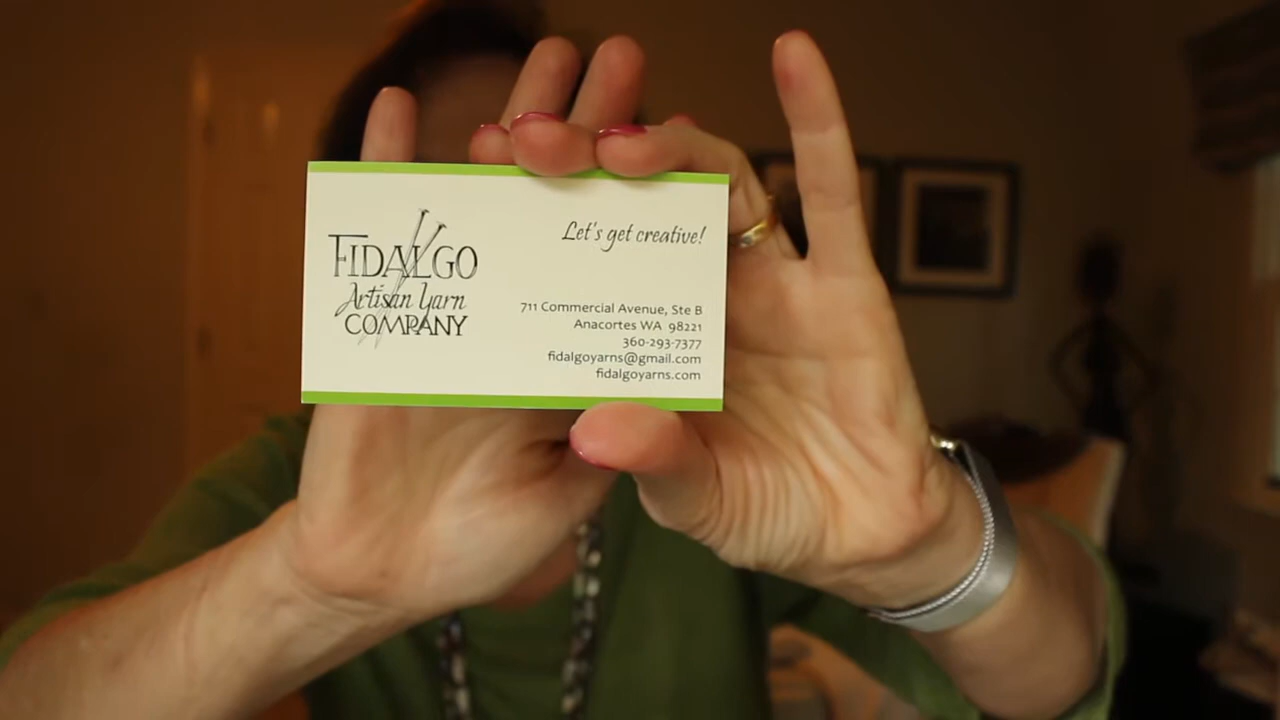 FIDALGO
Artisan Yarn
COMPANY
Let's get creative!
711 Commercial Avenue, Ste B
Anacortes WA 98221
360-293-7377
fidalgoyarns@gmail.com
fidalgoyarns.com